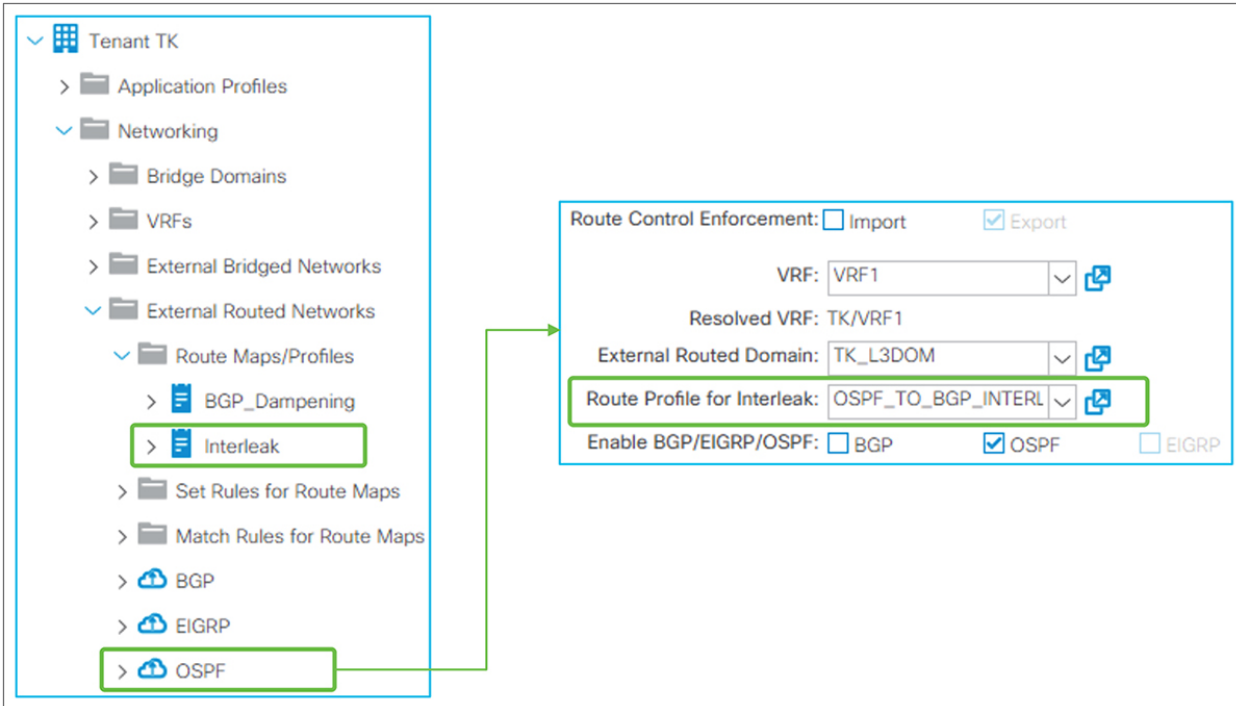 Tenant TK
Application Profiles
Networking
Bridge Domains
VRFs
External Bridged Networks
External Routed Networks
Route Maps/Profiles
BGP_Dampening
Interleak
Set Rules for Route Maps
Match Rules for Route Maps
BGP
EIGRP
OSPF
Route Control Enforcement: Import Export
VRF: VRF1
Resolved VRF: TK/VRF1
External Routed Domain: TK_L3DOM
Route Profile for Interleak: OSPF_TO_BGP_INTERL
Enable BGP/EIGRP/OSPF: BGP OSPF EIGRP